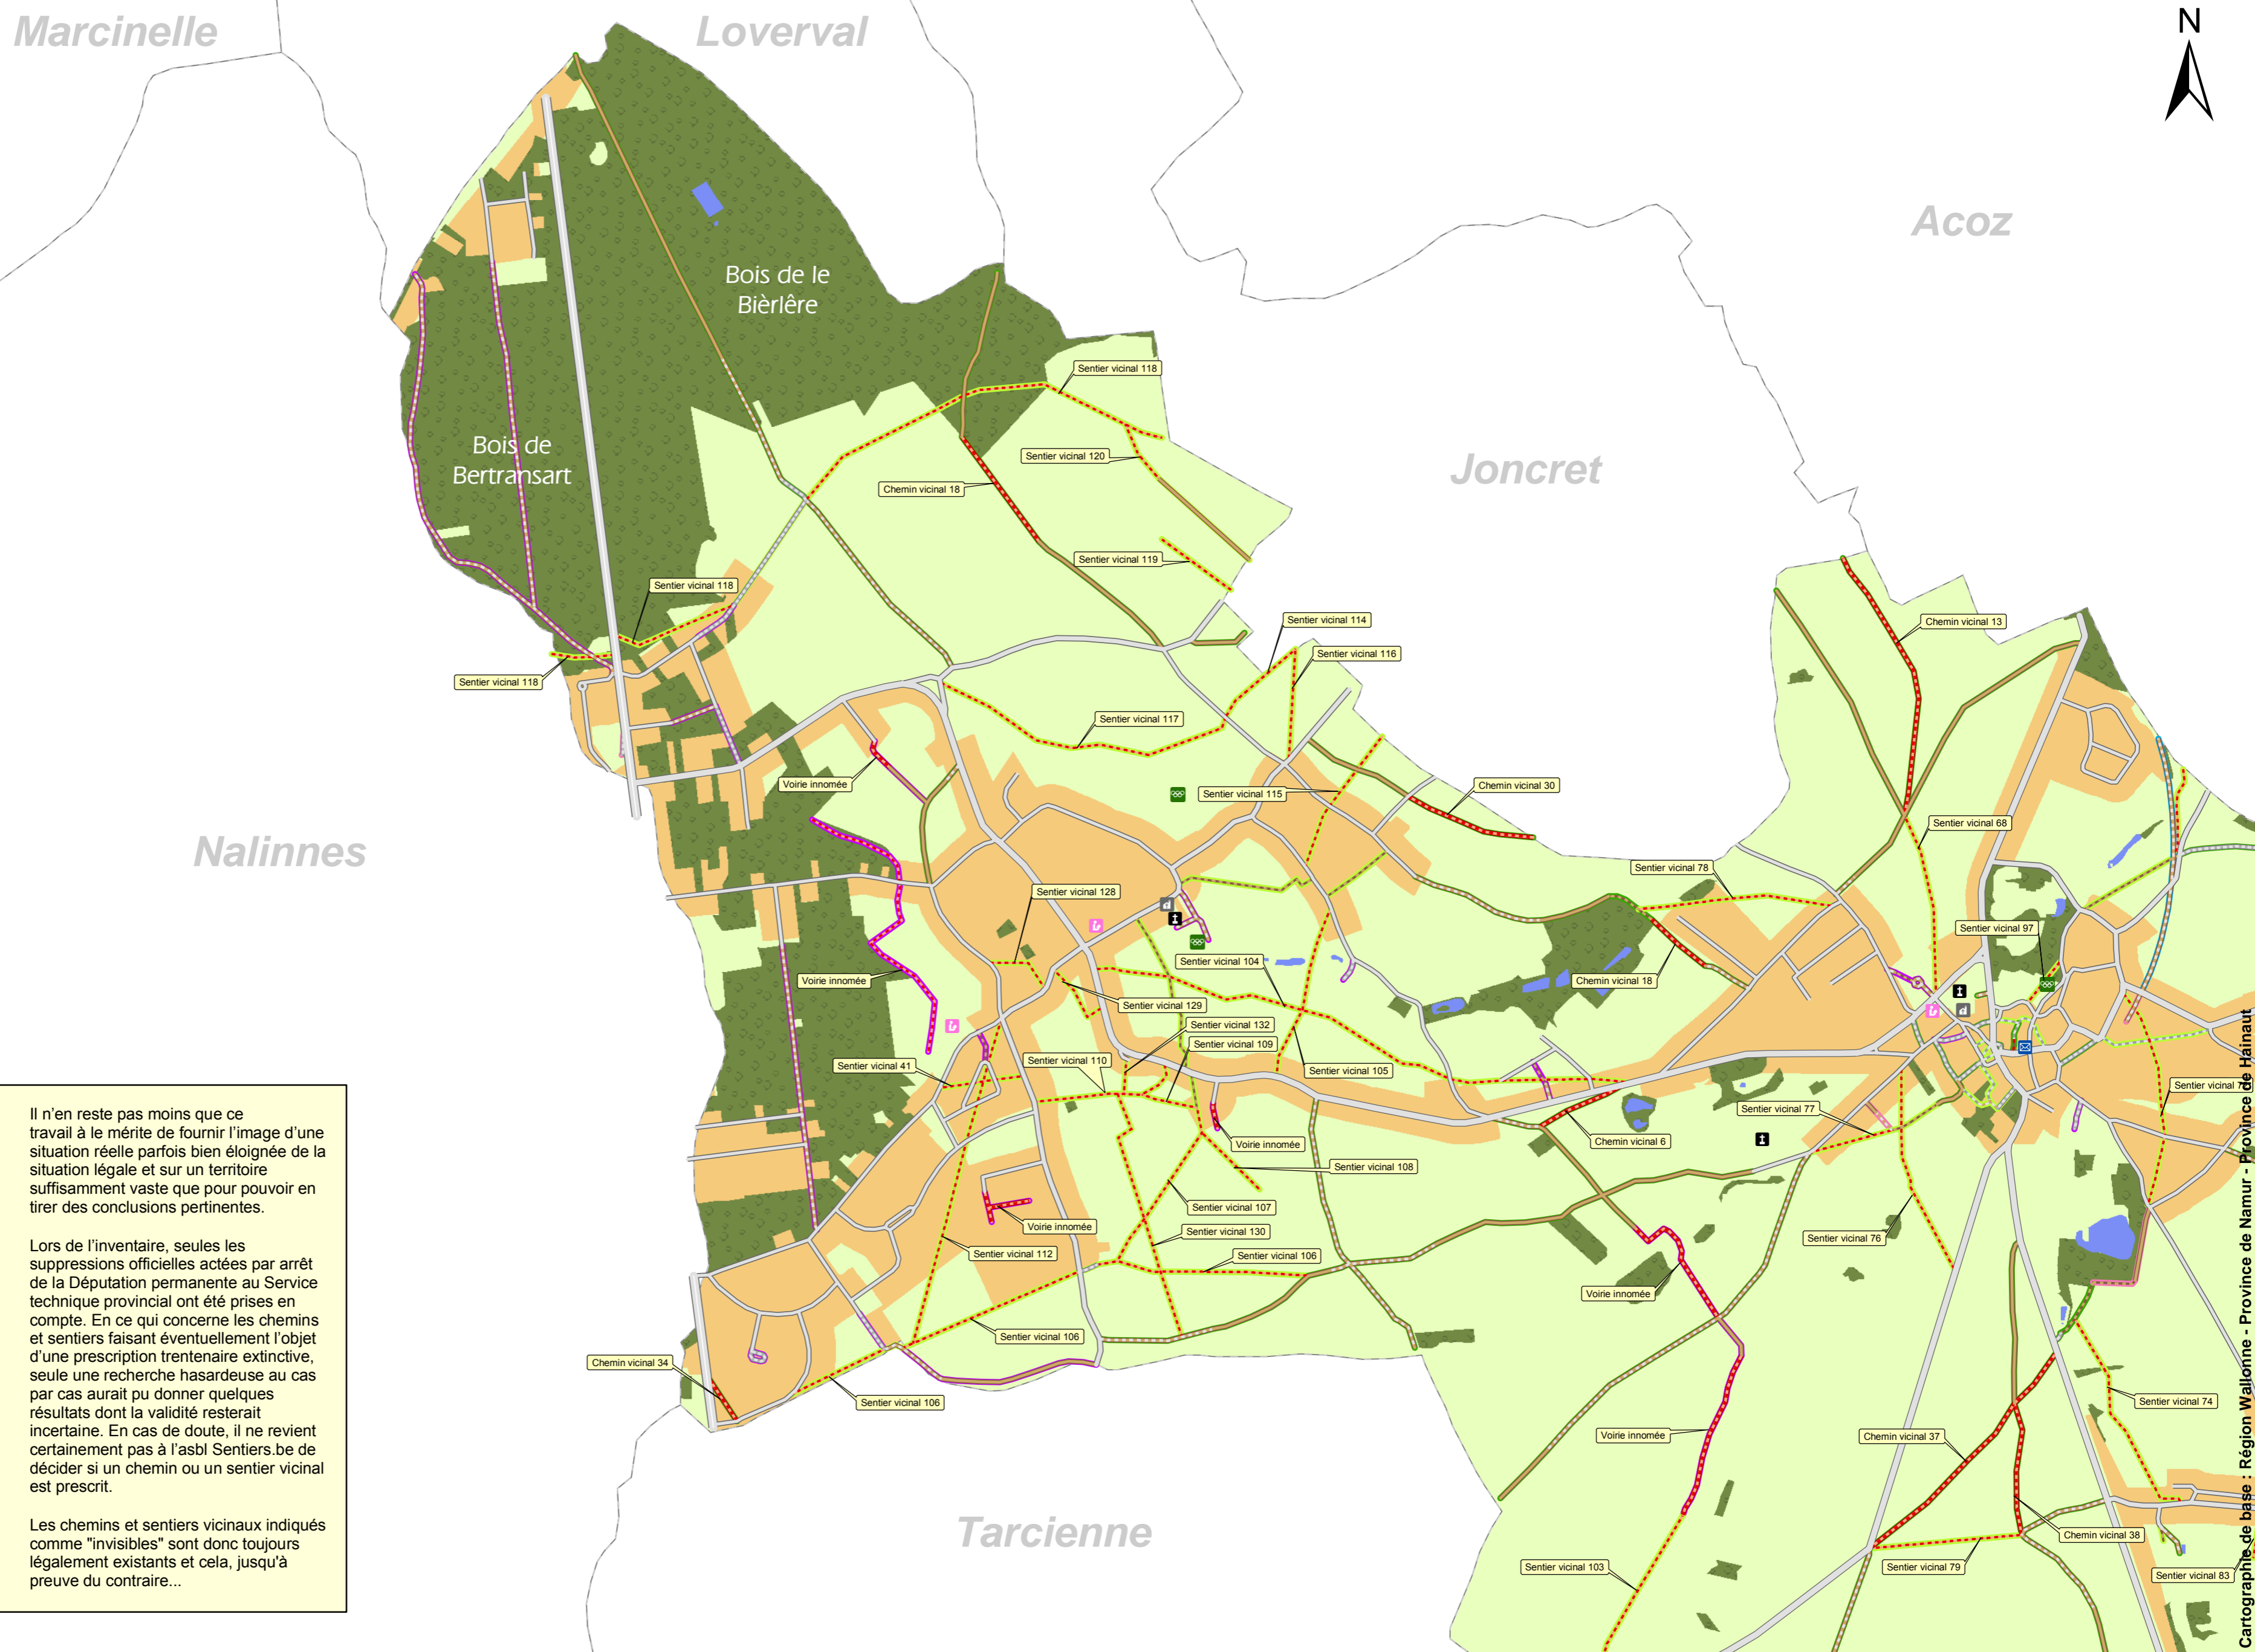 Marcinelle
Loverval
N
Acoz
Bois de le
Bièrlêre
Sentier vicinal 118
Bois de
Bertransart
Sentier vicinal 120
Joncret
Chemin vicinal 18
Sentier vicinal 119
Sentier vicinal 118
Sentier vicinal 114
Chemin vicinal 13
Sentier vicinal 116
Sentier vicinal 118
Sentier vicinal 117
Voirie innomée
Sentier vicinal 115
Chemin vicinal 30
Sentier vicinal 68
Nalinnes
Sentier vicinal 78
Sentier vicinal 128
Sentier vicinal 97
Sentier vicinal 104
Voirie innomée
Chemin vicinal 18
Sentier vicinal 129
Sentier vicinal 132
Sentier vicinal 109
Sentier vicinal 110
Sentier vicinal 41
Sentier vicinal 105
Sentier vicinal 77
Chemin vicinal 6
Voirie innomée
Sentier vicinal 108
Sentier vicinal 107
Voirie innomée
Sentier vicinal 130
Sentier vicinal 112
Sentier vicinal 106
Sentier vicinal 76
Voirie innomée
Sentier vicinal 106
Chemin vicinal 34
Sentier vicinal 106
Sentier vicinal 74
Voirie innomée
Chemin vicinal 37
Tarcienne
Chemin vicinal 38
Sentier vicinal 103
Sentier vicinal 79
Sentier vicinal 83
Il n'en reste pas moins que ce
travail à le mérite de fournir l'image d'une
situation réelle parfois bien éloignée de la
situation légale et sur un territoire
suffisamment vaste que pour pouvoir en
tirer des conclusions pertinentes.
Lors de l'inventaire, seules les
suppressions officielles actées par arrêt
de la Députation permanente au Service
technique provincial ont été prises en
compte. En ce qui concerne les chemins
et sentiers faisant éventuellement l'objet
d'une prescription trentenaire extinctive,
seule une recherche hasardeuse au cas
par cas aurait pu donner quelques
résultats dont la validité resterait
incertaine. En cas de doute, il ne revient
certainement pas à l'asbl Sentiers.be de
décider si un chemin ou un sentier vicinal
est prescrit.
Les chemins et sentiers vicinaux indiqués
comme "invisibles" sont donc toujours
légalement existants et cela, jusqu'à
preuve du contraire...
Sentier vicinal
Cartographie de base : Région Wallonne - Province de Namur - Province de Hainaut